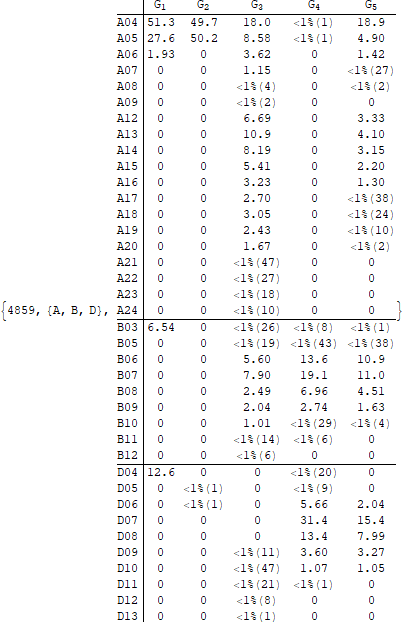 G1 G2 G3 G4 G5
A04 51.3 49.7 18.0 <1%(1) 18.9
A05 27.6 50.2 8.58 <1%(1) 4.90
A06 1.93 0 3.62 0 1.42
A07 0 0 1.15 0 <1%(27)
A08 0 0 <1%(4) 0 <1%(2)
A09 0 0 <1%(2) 0 0
A12 0 0 6.69 0 3.33
A13 0 0 10.9 0 4.10
A14 0 0 8.19 0 3.15
A15 0 0 5.41 0 2.20
A16 0 0 3.23 0 1.30
A17 0 0 2.70 0 <1%(38)
A18 0 0 3.05 0 <1%(24)
A19 0 0 2.43 0 <1%(10)
A20 0 0 1.67 0 <1%(2)
A21 0 0 <1%(47) 0 0
A22 0 0 <1%(27) 0 0
A23 0 0 <1%(18) 0 0
{4859, {A, B, D}, A24 0 0 <1%(10) 0 0 }
B03 6.54 0 <1%(26) <1%(8) <1%(1)
B05 0 0 <1%(19) <1%(43) <1%(38)
B06 0 0 5.60 13.6 10.9
B07 0 0 7.90 19.1 11.0
B08 0 0 2.49 6.96 4.51
B09 0 0 2.04 2.74 1.63
B10 0 0 1.01 <1%(29) <1%(4)
B11 0 0 <1%(14) <1%(6) 0
B12 0 0 <1%(6) 0 0
D04 12.6 0 0 <1%(20) 0
D05 0 <1%(1) 0 <1%(9) 0
D06 0 <1%(1) 0 5.66 2.04
D07 0 0 0 31.4 15.4
D08 0 0 0 13.4 7.99
D09 0 0 <1%(11) 3.60 3.27
D10 0 0 <1%(47) 1.07 1.05
D11 0 0 <1%(21) <1%(1) 0
D12 0 0 <1%(8) 0 0
D13 0 0 <1%(1) 0 0